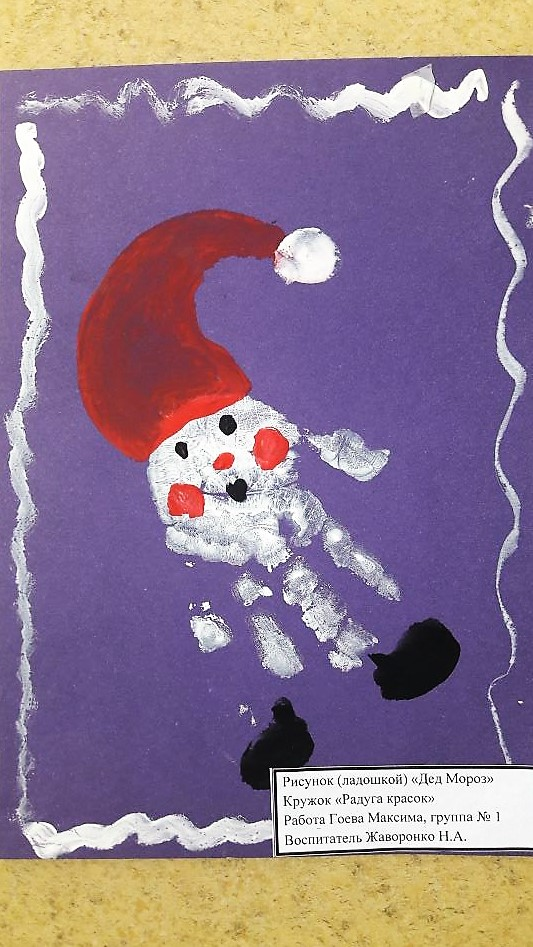 Рисунок (ладошкой) «Дед Мороз»
Кружок «Радуга красок»
Работа Гоева Максима, группа № 1
Воспитатель Жаворонко Н.А.